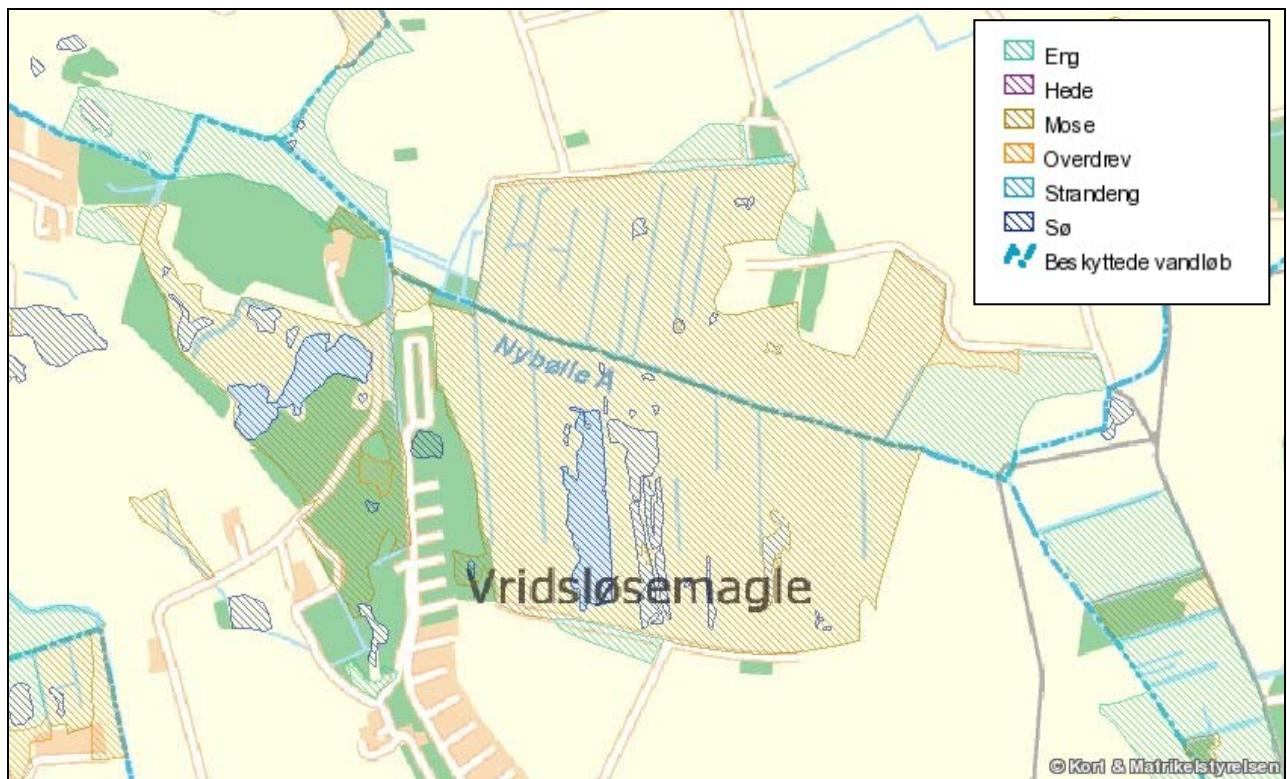 Eng
Hede
Mose
Overdrev
Strandeng
Sø
Beskyttede vandløb
Nybølle Å
Vridsløsemagle
© Kort & Matrikelstyrelsen